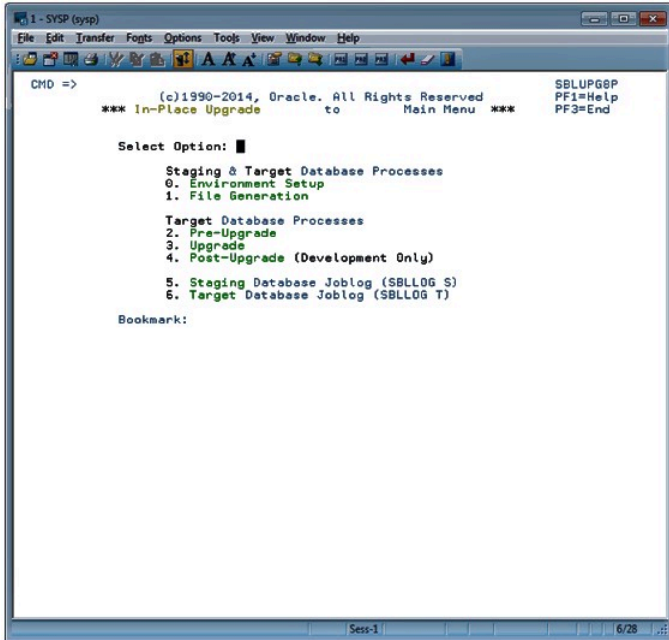 1 - SYSP (sysp)
File Edit Transfer Fonts Options Tools View Window Help
CMD => SBLUPG8P
(c)1990-2014, Oracle. All Rights Reserved PF1=Help
*** In-Place Upgrade to Main Menu *** PF3=End
Select Option:
Staging & Target Database Processes
0. Environment Setup
1. File Generation
Target Database Processes
2. Pre-Upgrade
3. Upgrade
4. Post-Upgrade (Development Only)
5. Staging Database Joblog (SBLLOG S)
6. Target Database Joblog (SBLLOG T)
Bookmark:
Sess-1 6/28